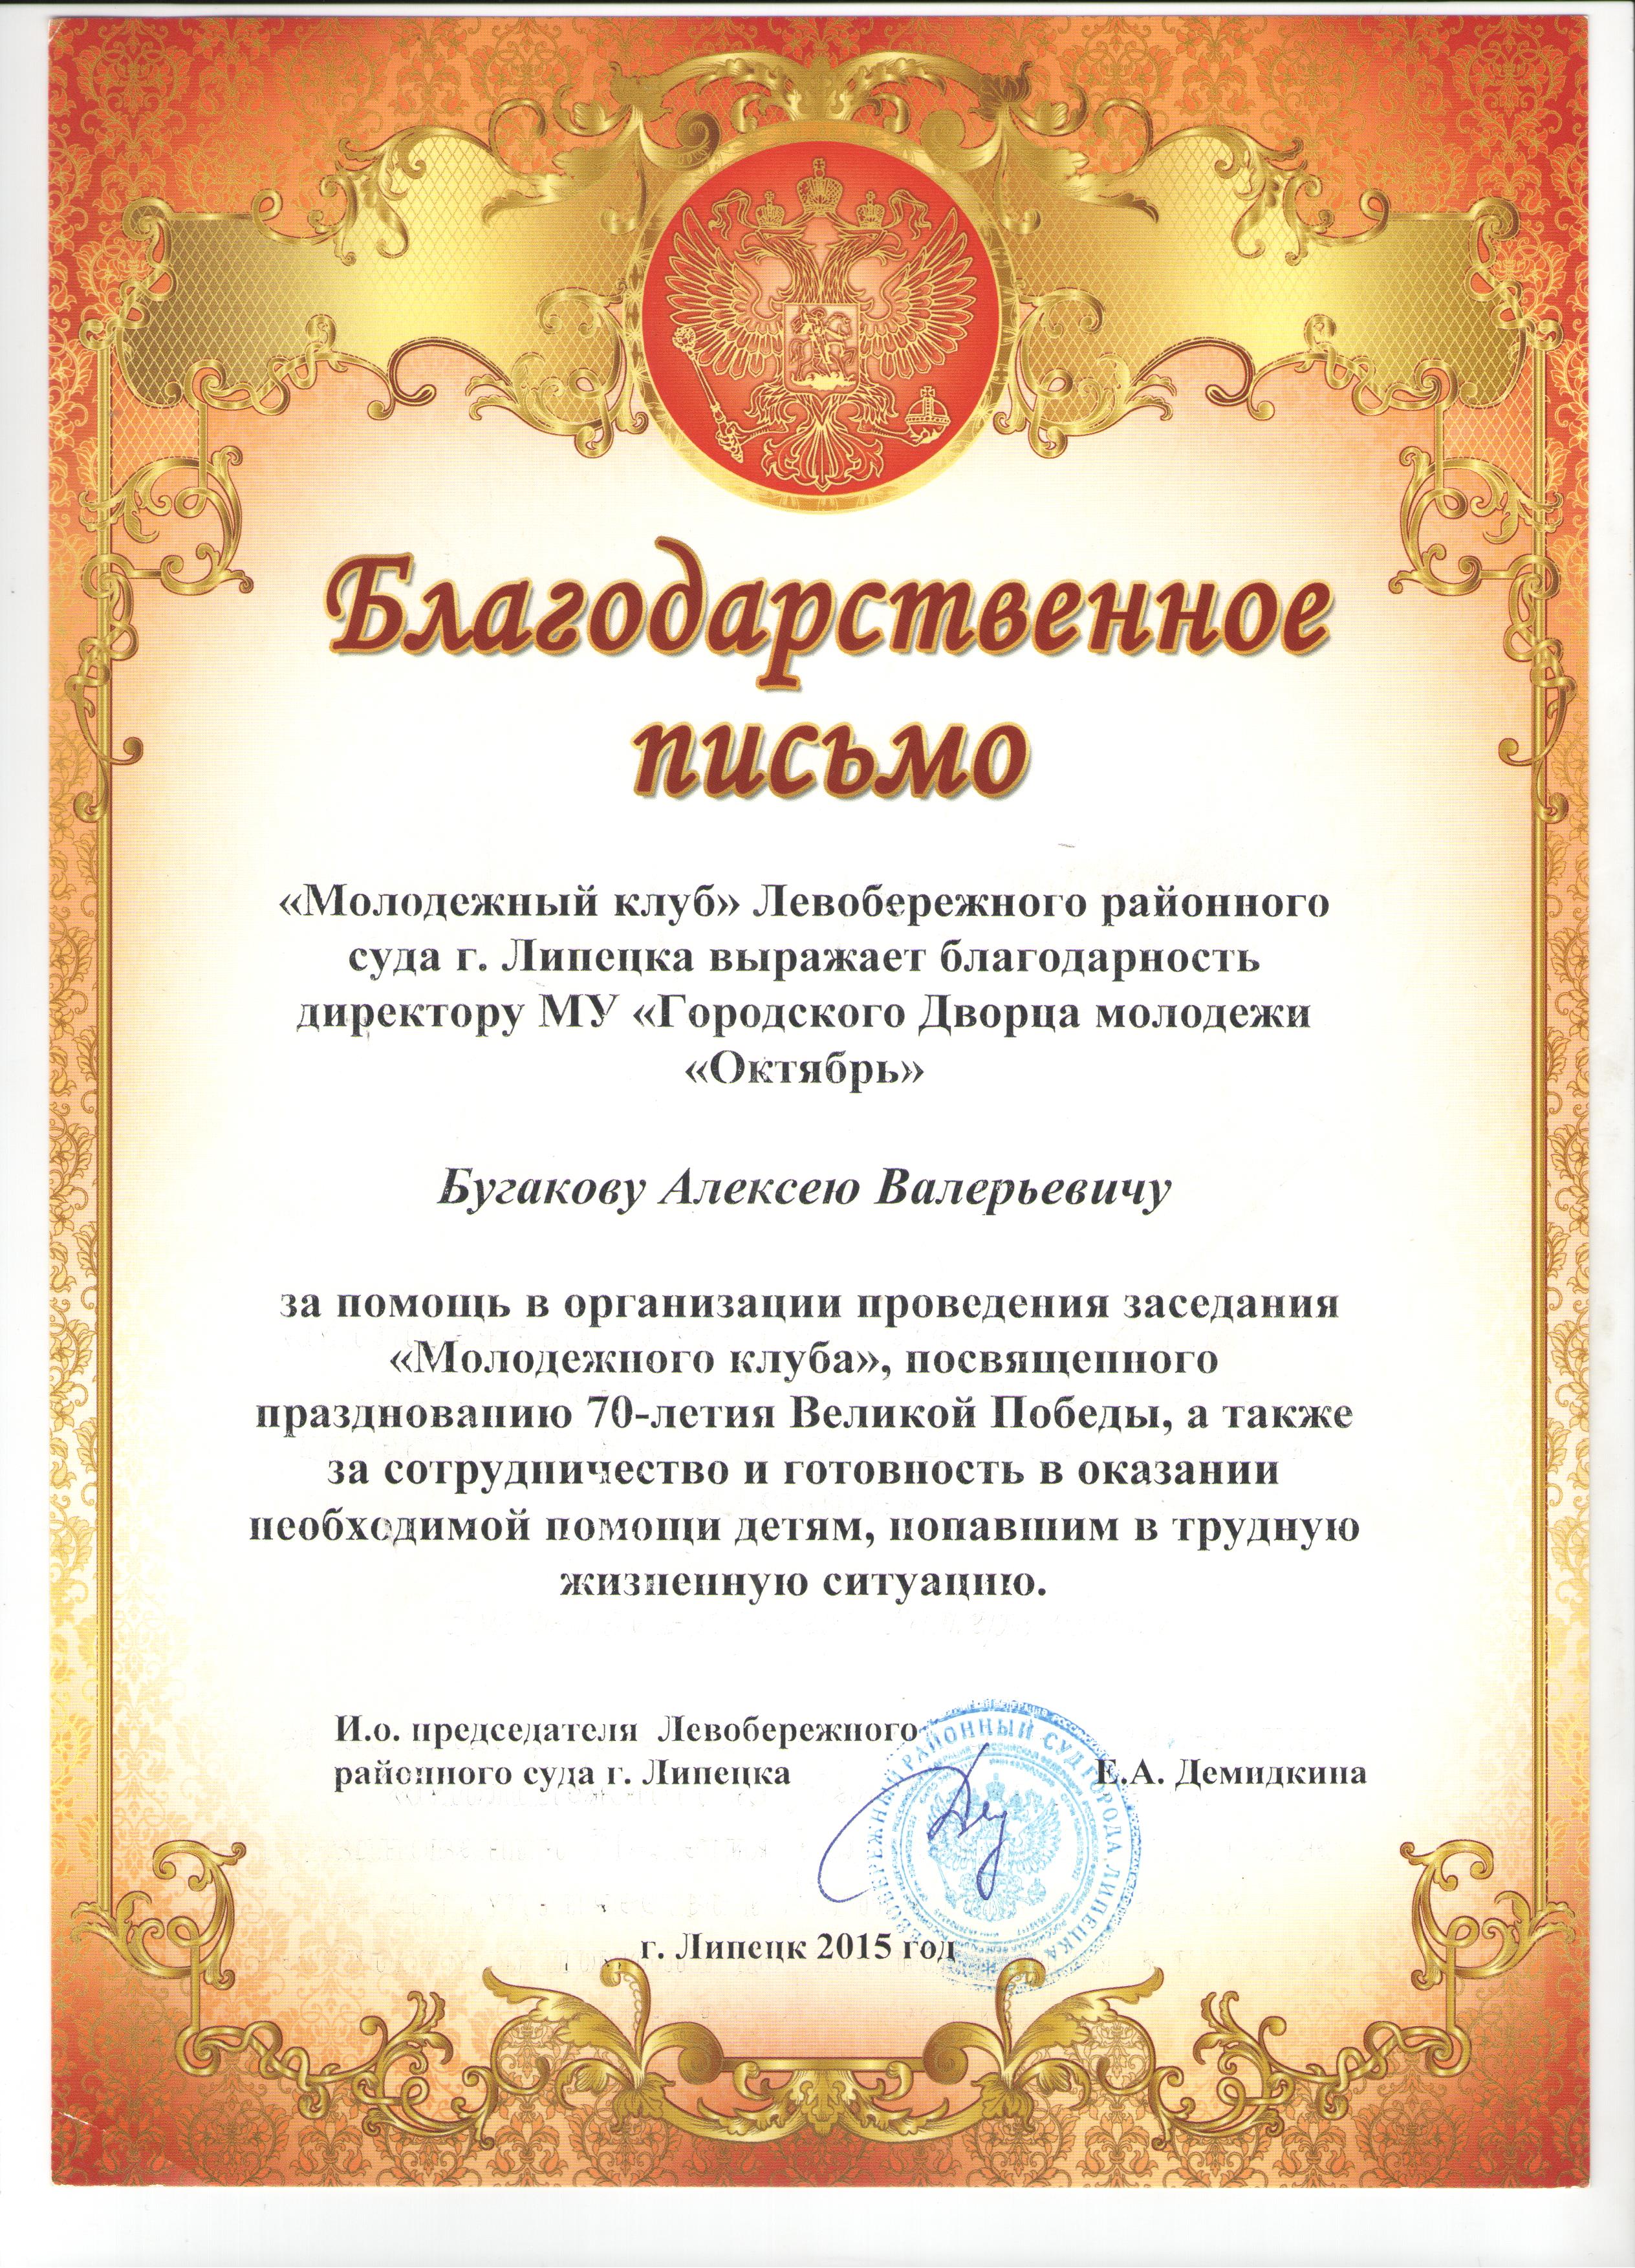 Благодарственное
письмо
«Молодежный клуб» Левобережного районного
суда г. Липецка выражает благодарность
директору МУ «Городского Дворца молодежи
«Октябрь»
Бугакову Алексею Валерьевичу
за помощь в организации проведения заседания
«Молодежного клуба», посвященного
празднованию 70-летия Великой Победы, а также
за сотрудничество и готовность в оказании
необходимой помощи детям, попавшим в трудную
жизненную ситуацию.
И.о. председателя Левобережного
районного суда г. Липецка
Е.А. Демидкина
ЛЕВОБЕРЕЖНЫЙ РАЙОННЫЙ СУД ГОРОДА ЛИПЕЦКА
г. Липецк 2015 год